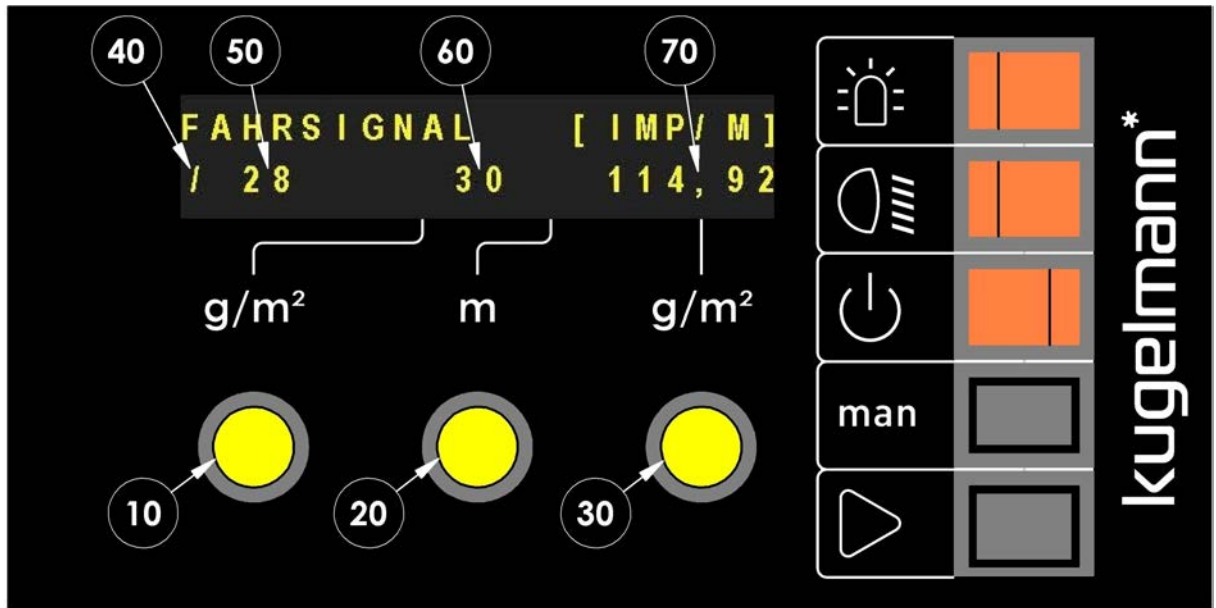 40 50 60 70
FAHRSIGNAL [IMP/M]
/ 28 30 114,92
g/m² m g/m²
10 20 30
man
kugelmann*